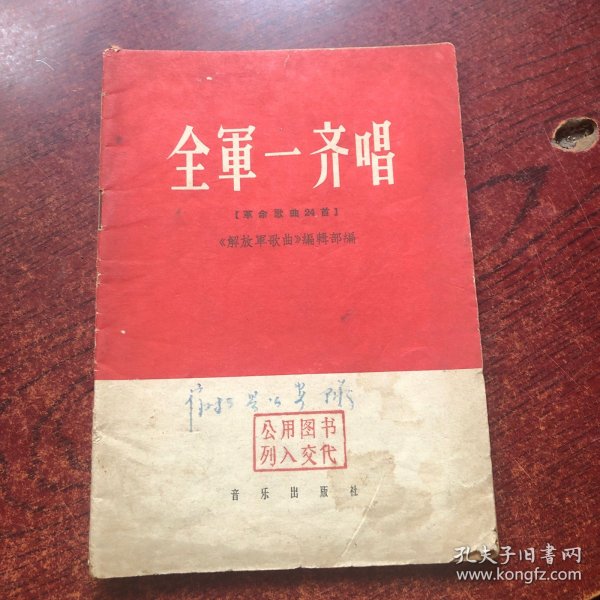 全軍一齐唱
【革命歌曲24首】
《解放軍歌曲》編輯部編
公用图书
列入交代
音乐出版社
孔夫子旧书网
www.kongfz.com